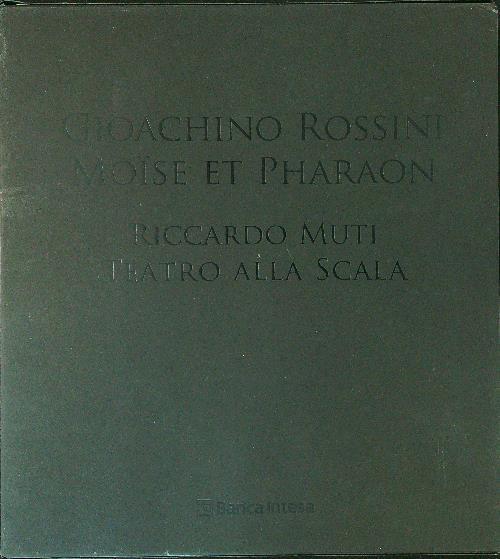 GIOACHINO ROSSINI
MOÏSE ET PHARAON
RICCARDO MUTI
TEATRO ALLA SCALA
Banca Intesa